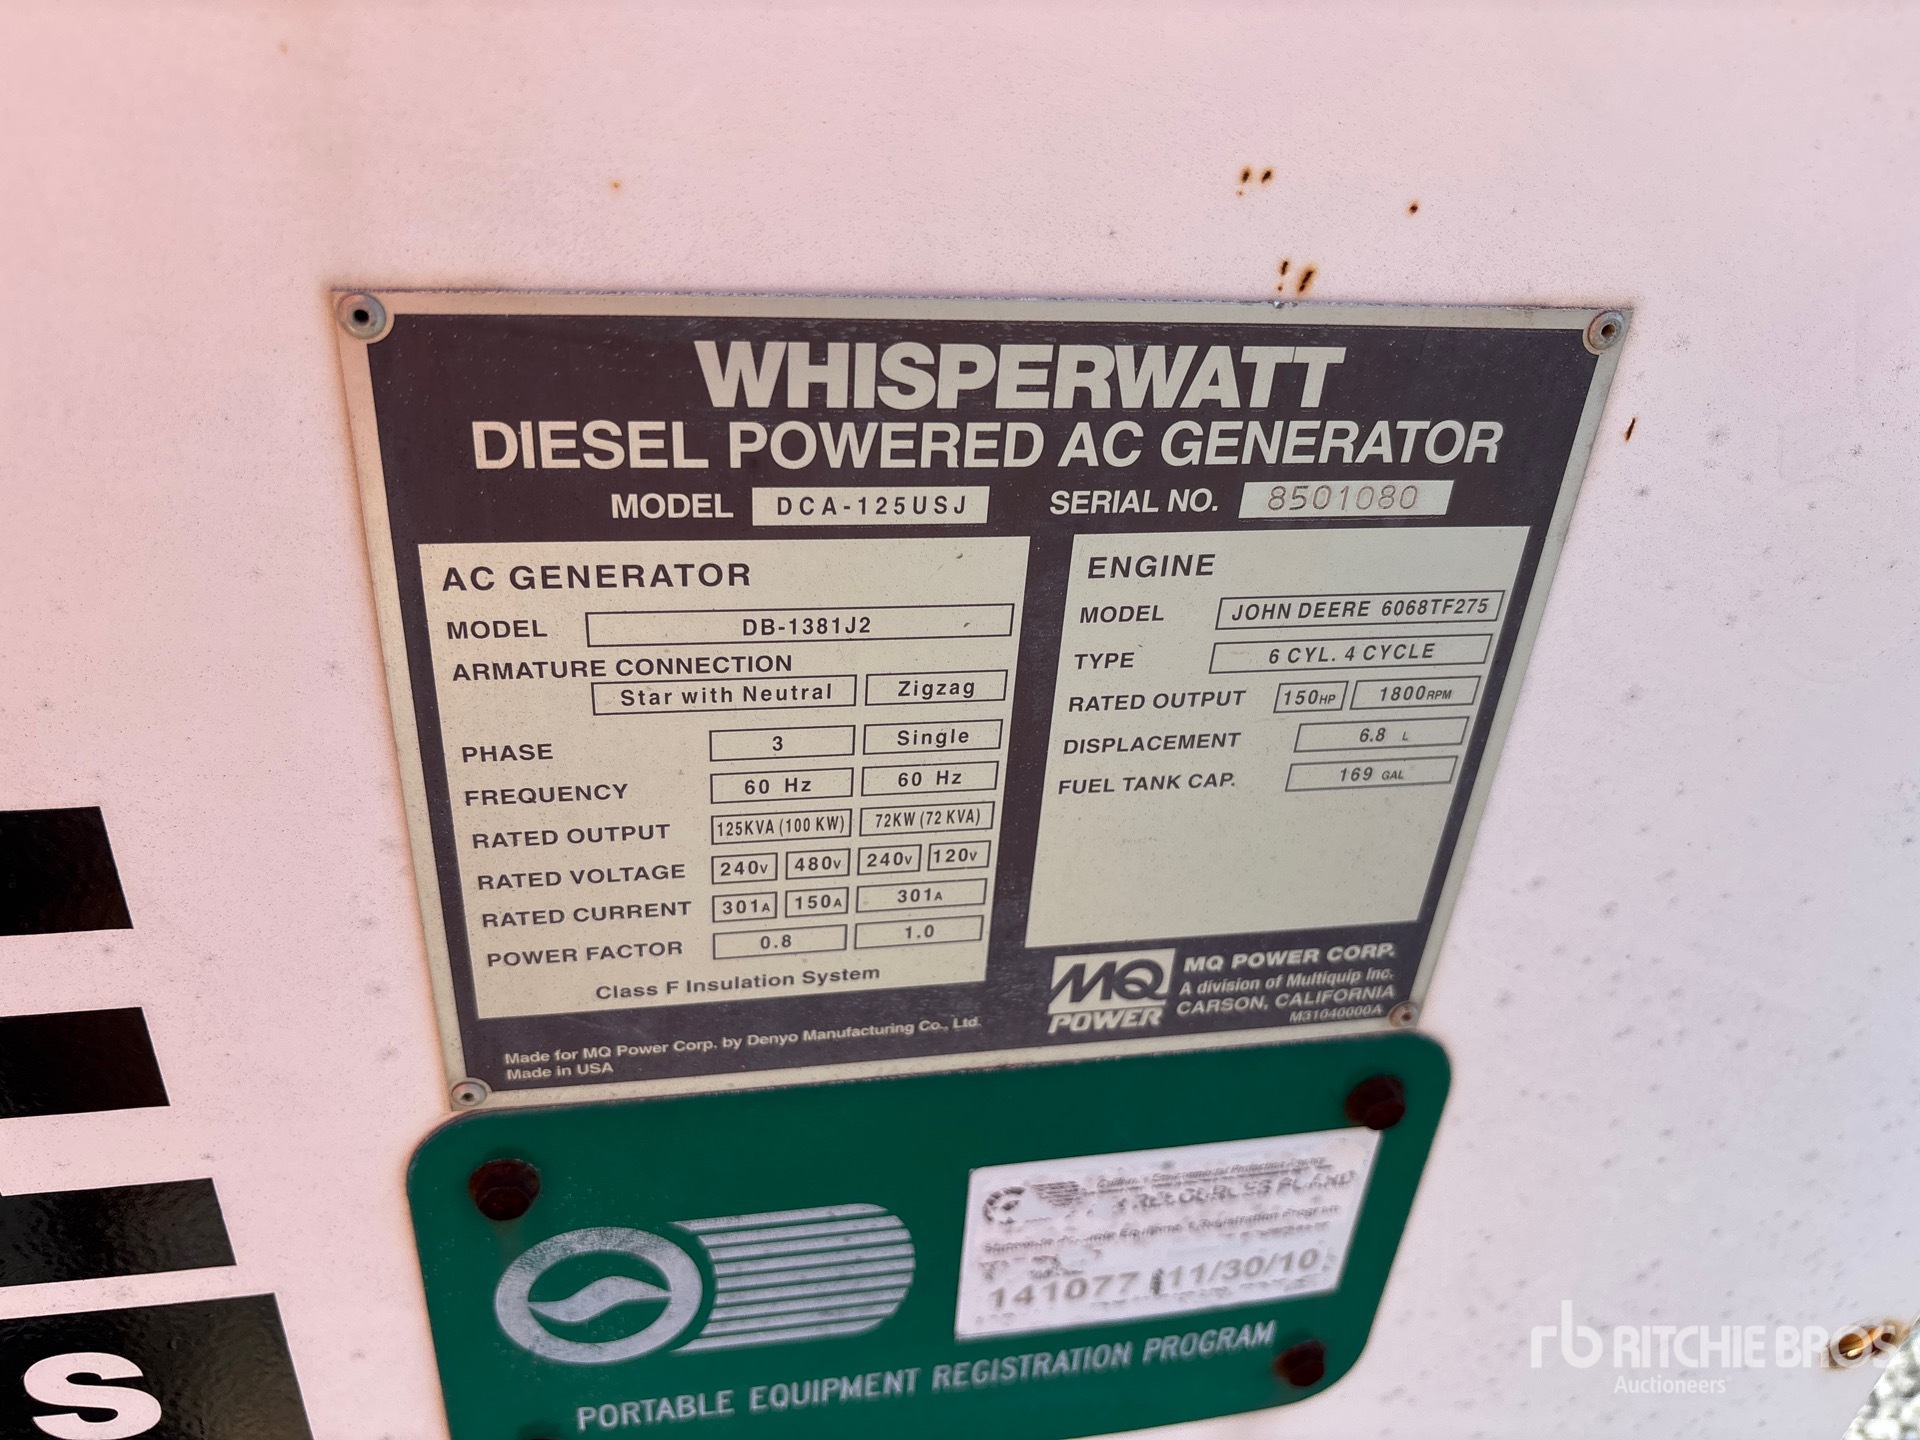 WHISPERWATT
DIESEL POWERED AC GENERATOR
MODEL DCA-125USJ SERIAL NO. 8501080
AC GENERATOR
MODEL DB-1381J2
ARMATURE CONNECTION
Star with Neutral Zigzag
PHASE 3 Single
FREQUENCY 60 Hz 60 Hz
RATED OUTPUT 125KVA (100 KW) 72KW (72 KVA)
RATED VOLTAGE 240V 480V 240V 120V
RATED CURRENT 301A 150A 301A
POWER FACTOR 0.8 1.0
Class F Insulation System
ENGINE
MODEL JOHN DEERE 6068TF275
TYPE 6 CYL. 4 CYCLE
RATED OUTPUT 150HP 1800RPM
DISPLACEMENT 6.8 L
FUEL TANK CAP. 169 GAL
MQ POWER
MQ POWER CORP.
A division of Multiquip Inc.
CARSON, CALIFORNIA
M31040000A
Made for MQ Power Corp. by Denyo Manufacturing Co., Ltd.
Made in USA
Environmental Protection Agency
Registration Program
141077 11/30/10
PORTABLE EQUIPMENT REGISTRATION PROGRAM
S
rb RITCHIE BROS
Auctioneers